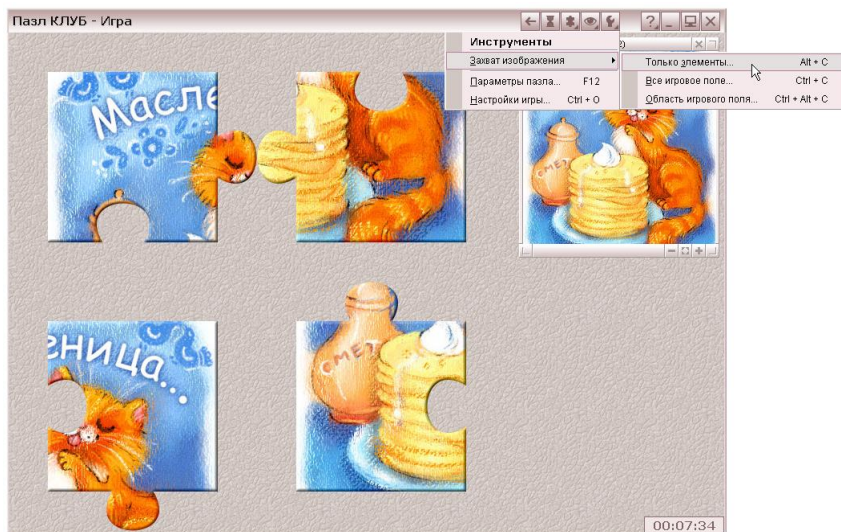 Пазл КЛУБ - Игра
Инструменты
Захват изображения
Параметры пазла... F12
Настройки игры... Ctrl + O
Только элементы... Alt + C
Все игровое поле... Ctrl + C
Область игрового поля... Ctrl + Alt + C
Масле
СМЕТ
еница...
СМЕТ
00:07:34